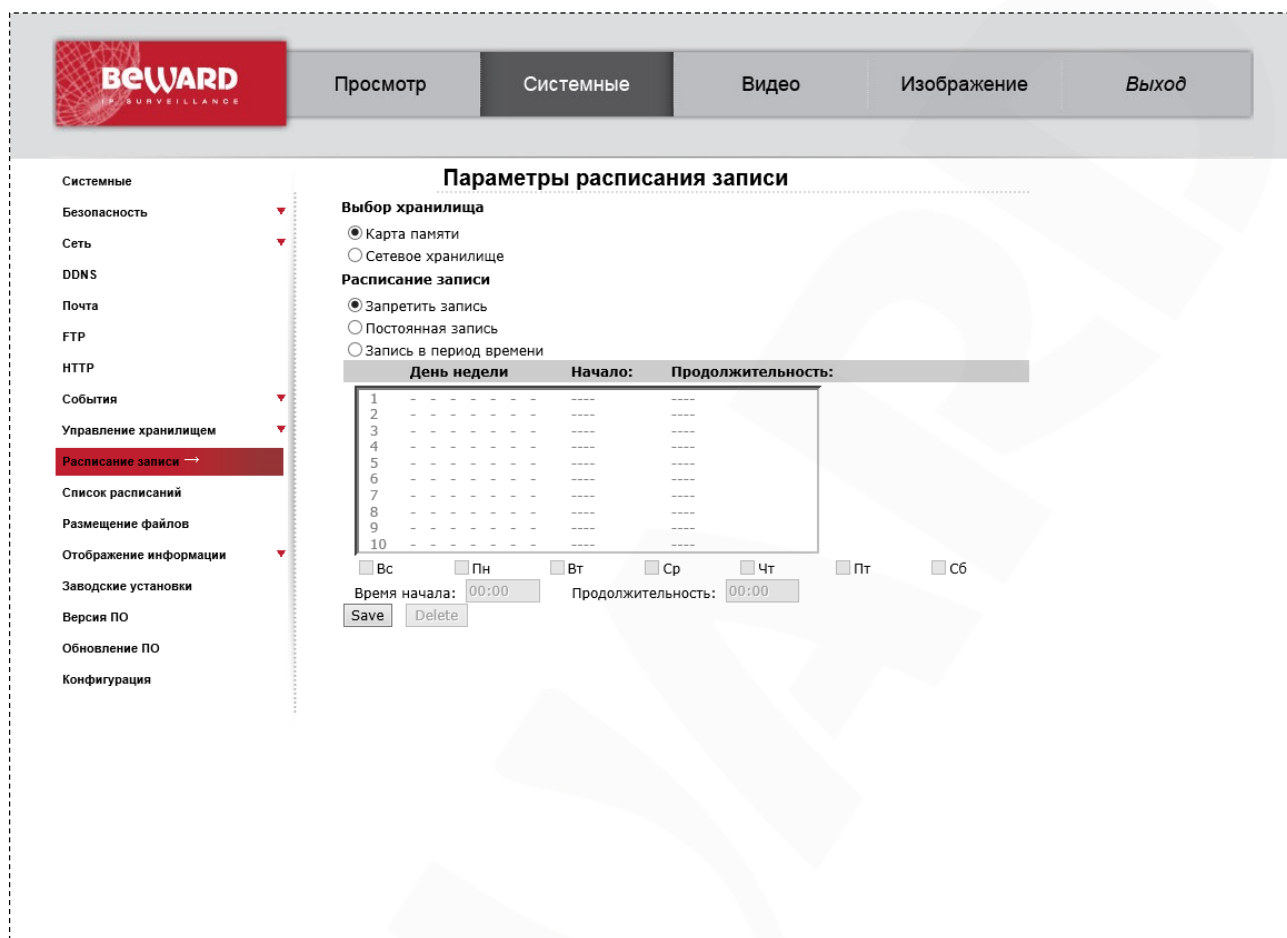 BEWARD
IP SURVEILLANCE
Просмотр Системные Видео Изображение Выход
Системные
Безопасность
Сеть
DDNS
Почта
FTP
HTTP
События
Управление хранилищем
Расписание записи →
Список расписаний
Размещение файлов
Отображение информации
Заводские установки
Версия ПО
Обновление ПО
Конфигурация
Параметры расписания записи
Выбор хранилища
Карта памяти
Сетевое хранилище
Расписание записи
Запретить запись
Постоянная запись
Запись в период времени
День недели Начало: Продолжительность:
1 - - - - - - - ---- ----
2 - - - - - - - ---- ----
3 - - - - - - - ---- ----
4 - - - - - - - ---- ----
5 - - - - - - - ---- ----
6 - - - - - - - ---- ----
7 - - - - - - - ---- ----
8 - - - - - - - ---- ----
9 - - - - - - - ---- ----
10 - - - - - - - ---- ----
Вс Пн Вт Ср Чт Пт Сб
Время начала: 00:00 Продолжительность: 00:00
Save Delete